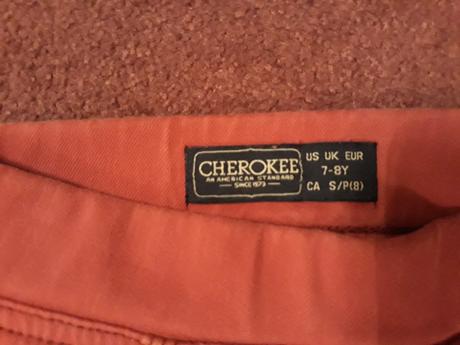 CHEROKEE
AN AMERICAN STANDARD
SINCE 1973
US UK EUR
7-8Y
CA S/P(8)